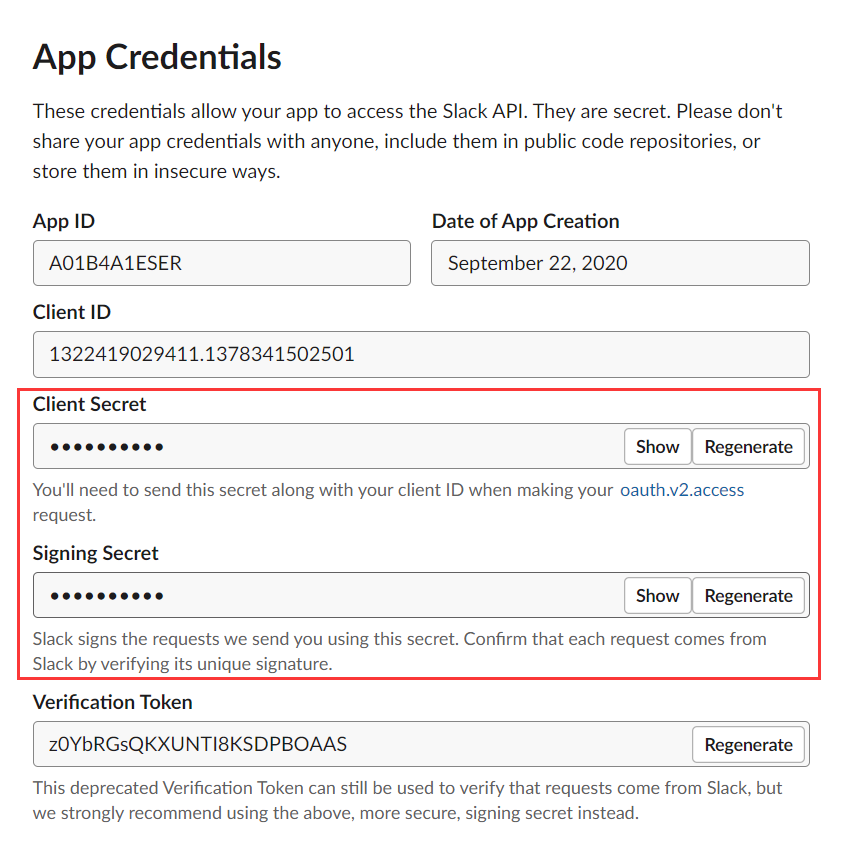 App Credentials
These credentials allow your app to access the Slack API. They are secret. Please don't
share your app credentials with anyone, include them in public code repositories, or
store them in insecure ways.
App ID
Date of App Creation
A01B4A1ESER
September 22, 2020
Client ID
1322419029411.1378341502501
Client Secret
●●●●●●●●●●
Show
Regenerate
You'll need to send this secret along with your client ID when making your oauth.v2.access
request.
Signing Secret
●●●●●●●●●●
Show
Regenerate
Slack signs the requests we send you using this secret. Confirm that each request comes from
Slack by verifying its unique signature.
Verification Token
z0YbRGsQKXUNTI8KSDPBOAAS
Regenerate
This deprecated Verification Token can still be used to verify that requests come from Slack, but
we strongly recommend using the above, more secure, signing secret instead.